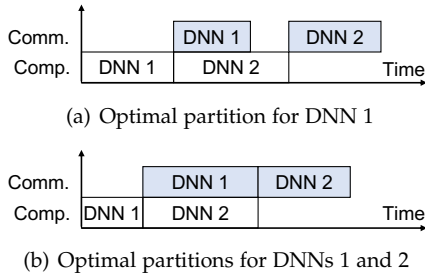 Comm. DNN 1 DNN 2
Comp. DNN 1 DNN 2 Time
(a) Optimal partition for DNN 1
Comm. DNN 1 DNN 2
Comp. DNN 1 DNN 2 Time
(b) Optimal partitions for DNNs 1 and 2